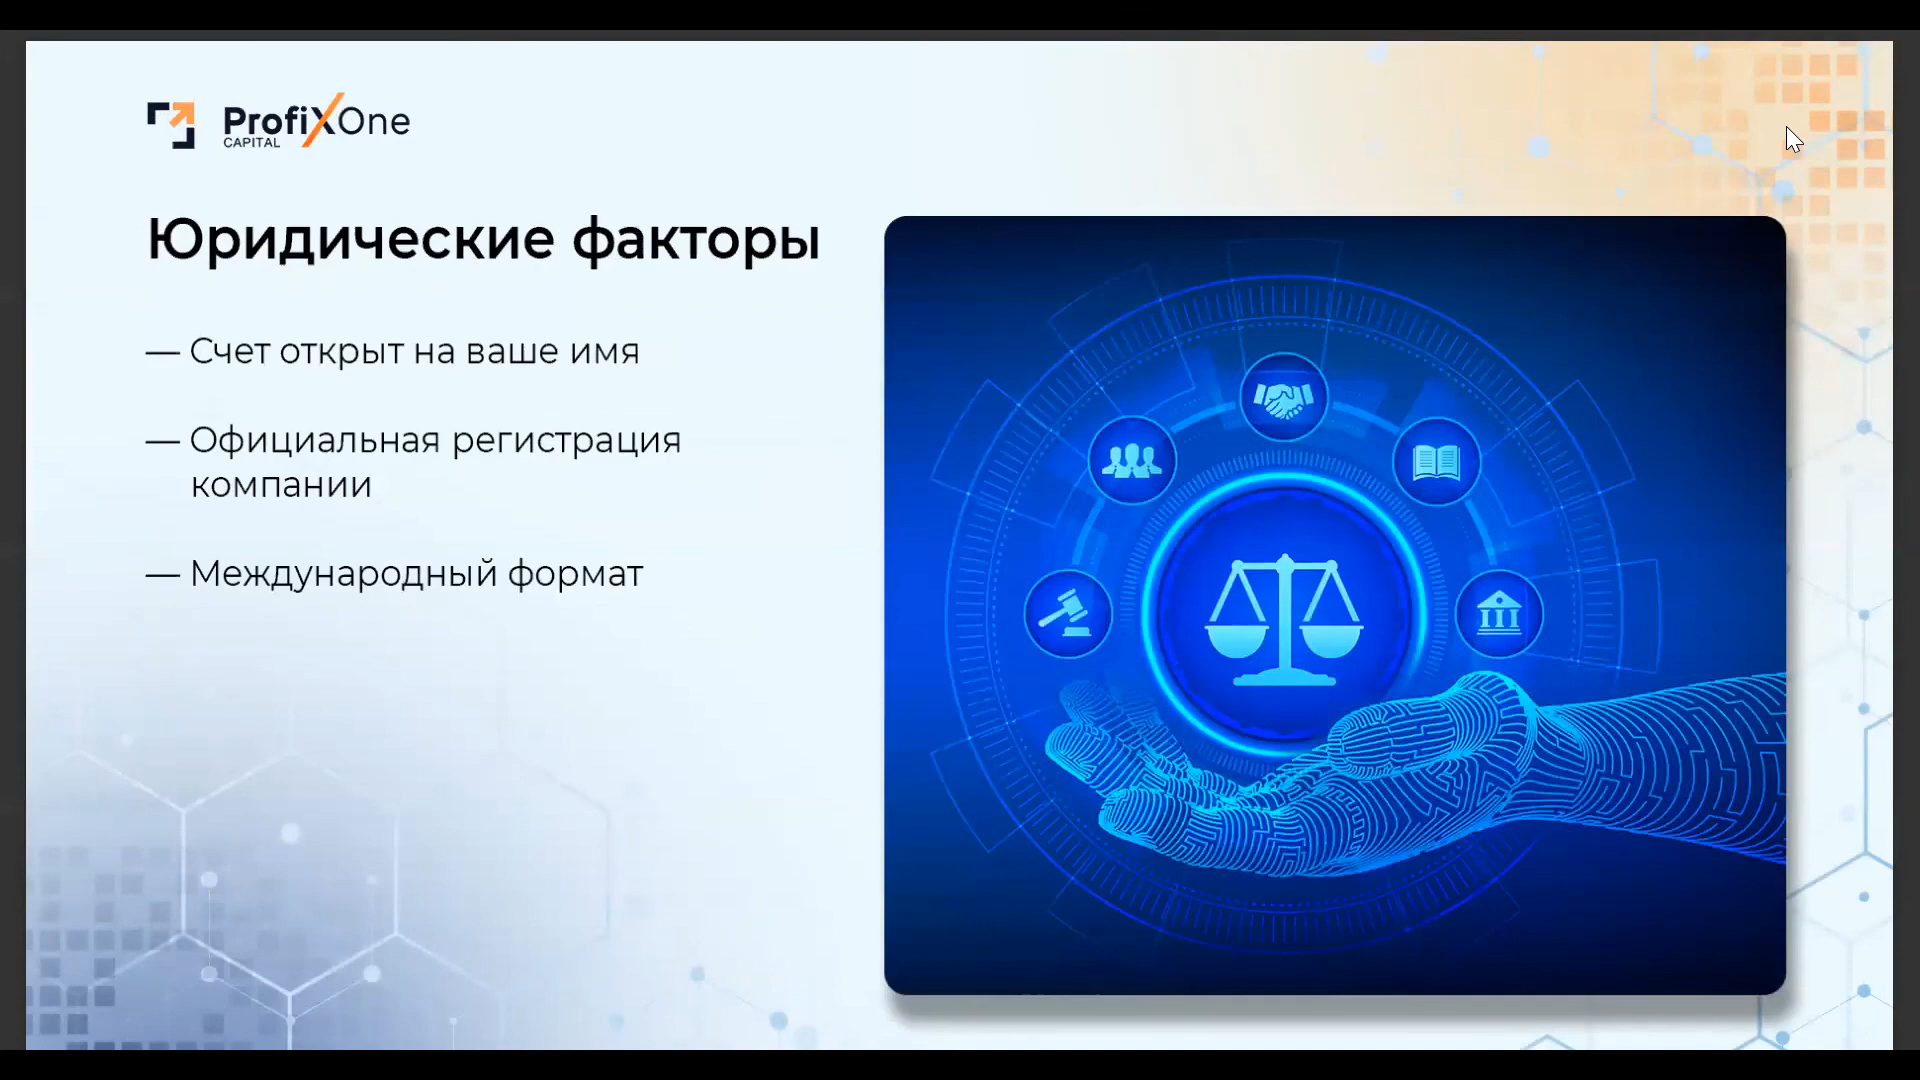 ProfiXOne
CAPITAL
Юридические факторы
— Счет открыт на ваше имя
— Официальная регистрация
компании
— Международный формат